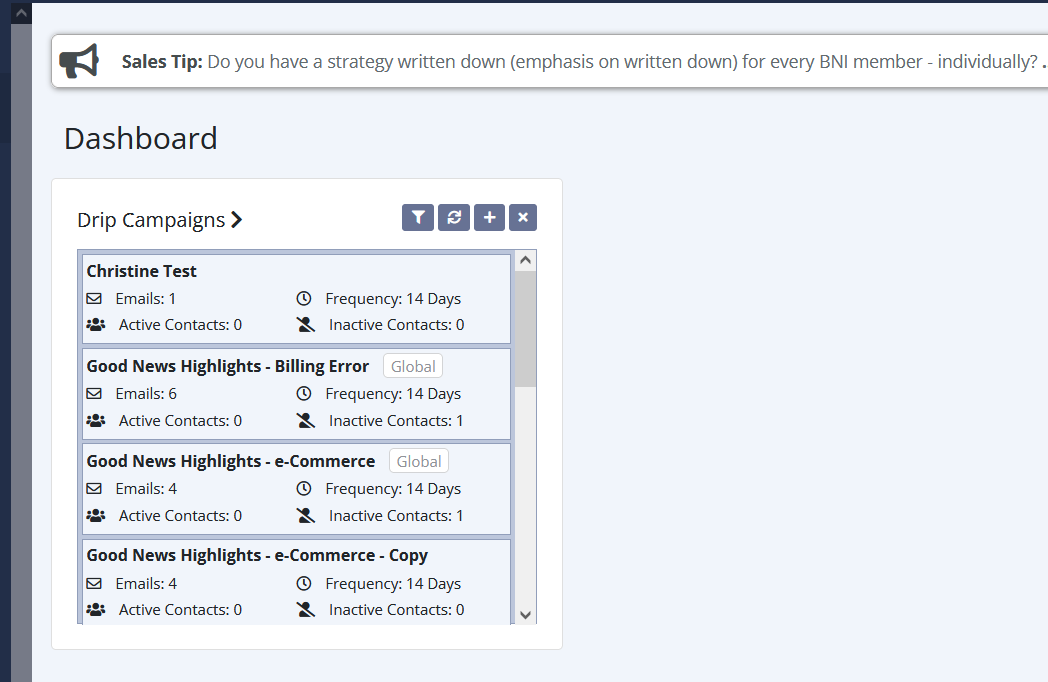 Sales Tip: Do you have a strategy written down (emphasis on written down) for every BNI member - individually? ..
Dashboard
Drip Campaigns
Christine Test
Emails: 1 Frequency: 14 Days
Active Contacts: 0 Inactive Contacts: 0
Good News Highlights - Billing Error Global
Emails: 6 Frequency: 14 Days
Active Contacts: 0 Inactive Contacts: 1
Good News Highlights - e-Commerce Global
Emails: 4 Frequency: 14 Days
Active Contacts: 0 Inactive Contacts: 1
Good News Highlights - e-Commerce - Copy
Emails: 4 Frequency: 14 Days
Active Contacts: 0 Inactive Contacts: 0